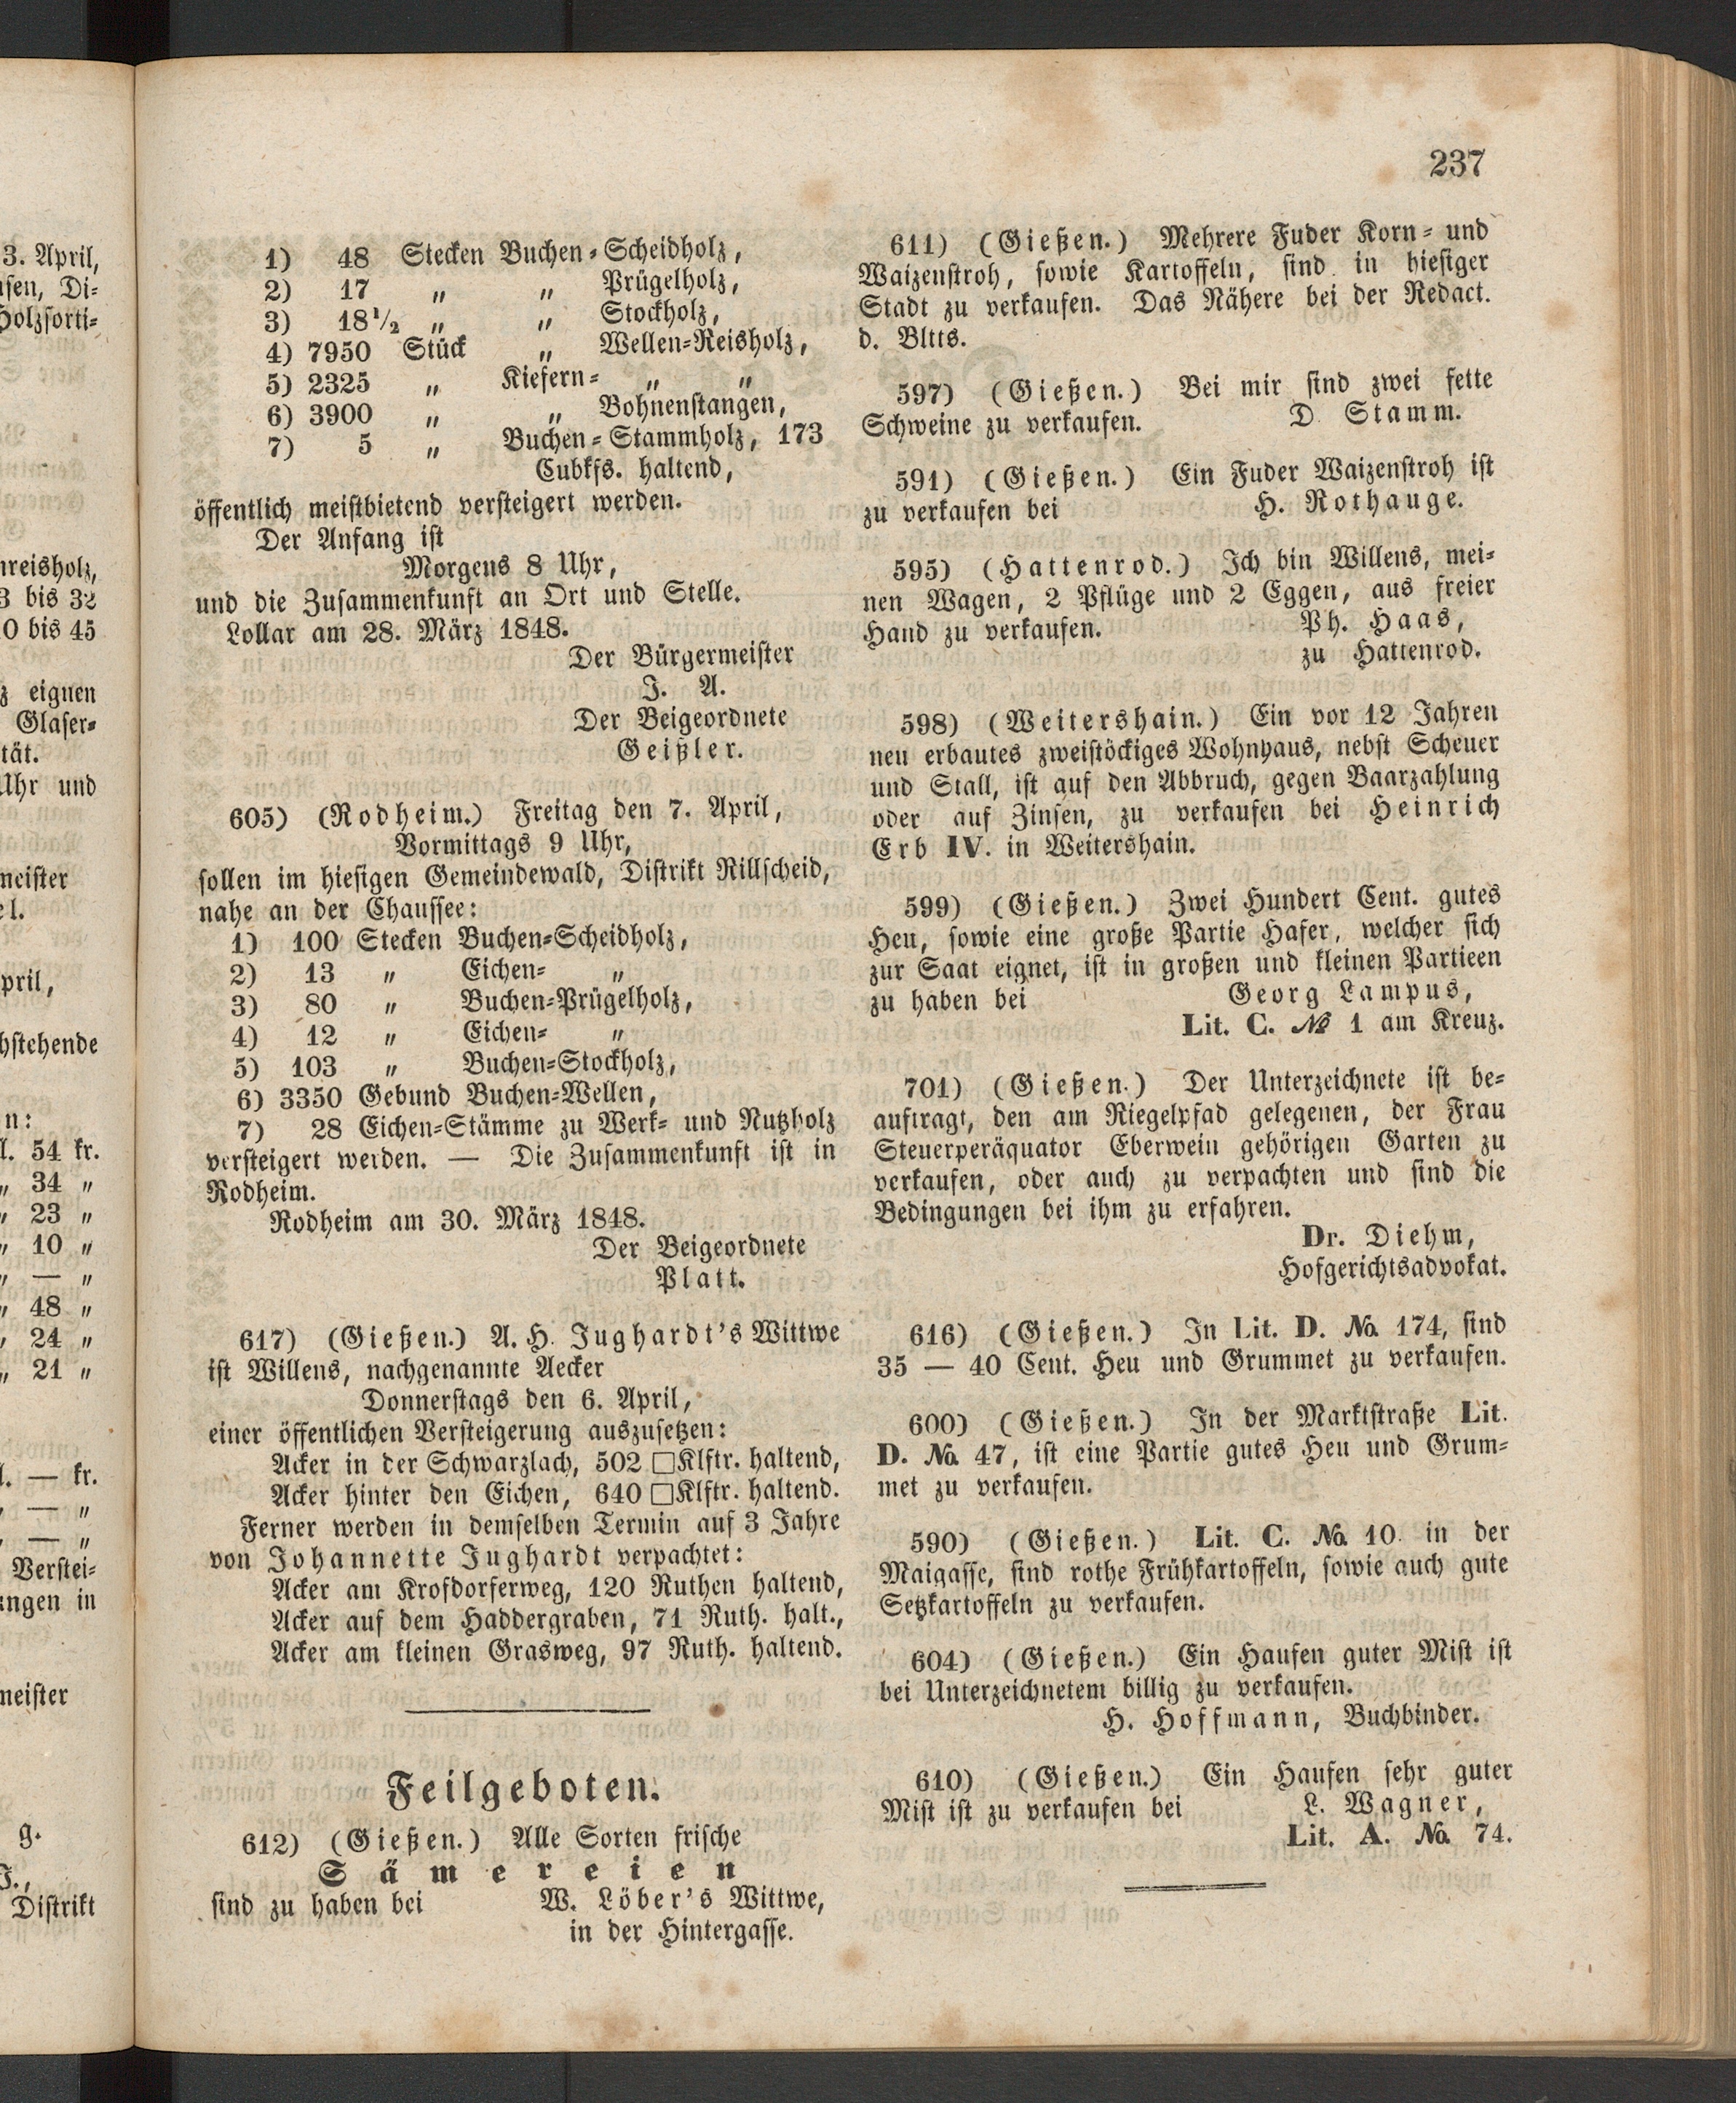 237
1) 48 Stecken Buchen-Scheidholz,
2) 17 „ „ Prügelholz,
3) 18½ „ „ Stockholz,
4) 7950 Stück „ Wellen-Reisholz,
5) 2325 „ Kiefern- „ „
6) 3900 „ „ Bohnenstangen,
7) 5 „ Buchen-Stammholz, 173
Cubkfs. haltend,
öffentlich meistbietend versteigert werden.
Der Anfang ist
Morgens 8 Uhr,
und die Zusammenkunft an Ort und Stelle.
Lollar am 28. März 1848.
Der Bürgermeister
J. A.
Der Beigeordnete
Geißler.
605) (Rodheim.) Freitag den 7. April,
Vormittags 9 Uhr,
sollen im hiesigen Gemeindewald, Distrikt Rillscheid,
nahe an der Chaussee:
1) 100 Stecken Buchen-Scheidholz,
2) 13 „ Eichen- „
3) 80 „ Buchen-Prügelholz,
4) 12 „ Eichen- „
5) 103 „ Buchen-Stockholz,
6) 3350 Gebund Buchen-Wellen,
7) 28 Eichen-Stämme zu Werk- und Nutzholz
versteigert werden. — Die Zusammenkunft ist in
Rodheim.
Rodheim am 30. März 1848.
Der Beigeordnete
Platt.
617) (Gießen.) A. H. Jughardt's Wittwe
ist Willens, nachgenannte Aecker
Donnerstags den 6. April,
einer öffentlichen Versteigerung auszusetzen:
Acker in der Schwarzlach, 502 □Klftr. haltend,
Acker hinter den Eichen, 640 □Klftr. haltend.
Ferner werden in demselben Termin auf 3 Jahre
von Johannette Jughardt verpachtet:
Acker am Krofdorferweg, 120 Ruthen haltend,
Acker auf dem Haddergraben, 71 Ruth. halt.,
Acker am kleinen Grasweg, 97 Ruth. haltend.
Feilgeboten.
612) (Gießen.) Alle Sorten frische
Sämereien
sind zu haben bei W. Löber's Wittwe,
in der Hintergasse.
611) (Gießen.) Mehrere Fuder Korn- und
Waizenstroh, sowie Kartoffeln, sind in hiesiger
Stadt zu verkaufen. Das Nähere bei der Redact.
d. Bltts.
597) (Gießen.) Bei mir sind zwei fette
Schweine zu verkaufen. D. Stamm.
591) (Gießen.) Ein Fuder Waizenstroh ist
zu verkaufen bei H. Rothauge.
595) (Hattenrod.) Ich bin Willens, mei-
nen Wagen, 2 Pflüge und 2 Eggen, aus freier
Hand zu verkaufen. Ph. Haas,
zu Hattenrod.
598) (Weitershain.) Ein vor 12 Jahren
neu erbautes zweistöckiges Wohnhaus, nebst Scheuer
und Stall, ist auf den Abbruch, gegen Baarzahlung
oder auf Zinsen, zu verkaufen bei Heinrich
Erb IV. in Weitershain.
599) (Gießen.) Zwei Hundert Cent. gutes
Heu, sowie eine große Partie Hafer, welcher sich
zur Saat eignet, ist in großen und kleinen Partieen
zu haben bei Georg Lampus,
Lit. C. № 1 am Kreuz.
701) (Gießen.) Der Unterzeichnete ist be-
auftragt, den am Riegelpfad gelegenen, der Frau
Steuerperäquator Eberwein gehörigen Garten zu
verkaufen, oder auch zu verpachten und sind die
Bedingungen bei ihm zu erfahren.
Dr. Diehm,
Hofgerichtsadvokat.
616) (Gießen.) In Lit. D. No. 174, sind
35 — 40 Cent. Heu und Grummet zu verkaufen.
600) (Gießen.) In der Marktstraße Lit.
D. No. 47, ist eine Partie gutes Heu und Grum-
met zu verkaufen.
590) (Gießen.) Lit. C. No. 10. in der
Maigasse, sind rothe Frühkartoffeln, sowie auch gute
Setzkartoffeln zu verkaufen.
604) (Gießen.) Ein Haufen guter Mist ist
bei Unterzeichnetem billig zu verkaufen.
H. Hoffmann, Buchbinder.
610) (Gießen.) Ein Haufen sehr guter
Mist ist zu verkaufen bei L. Wagner,
Lit. A. No. 74.